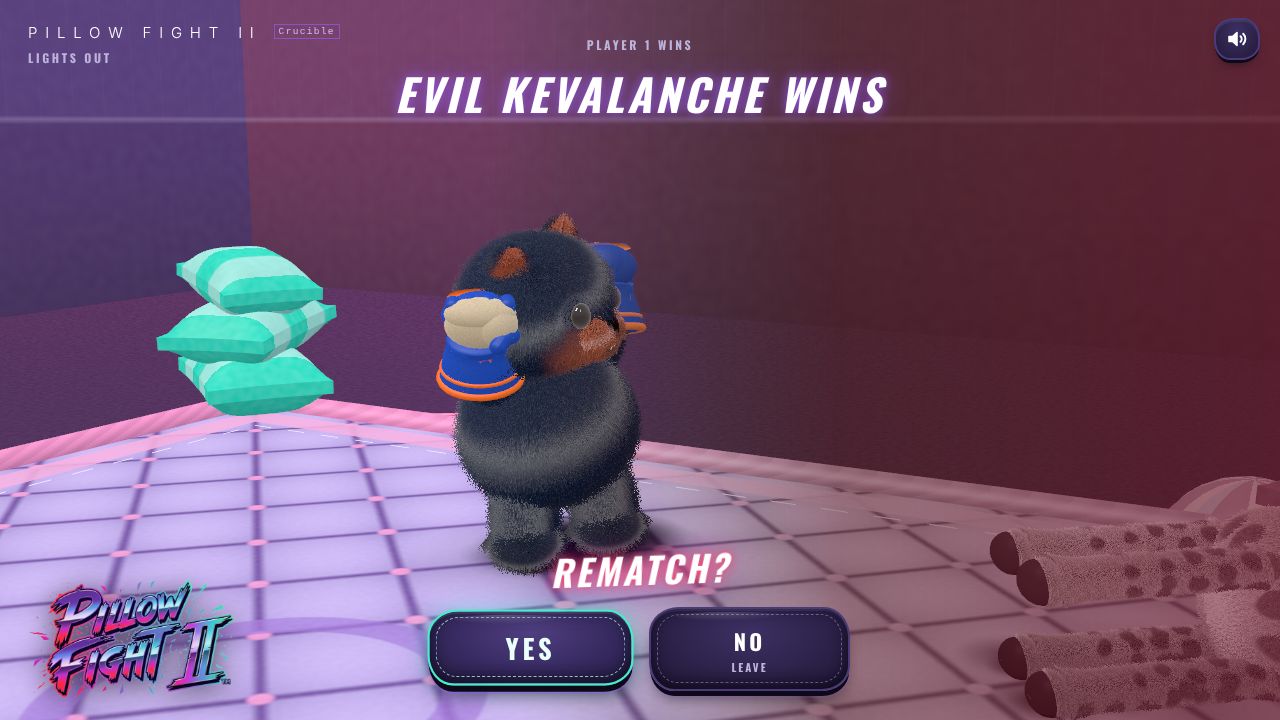 PILLOW FIGHT II Crucible
LIGHTS OUT
PLAYER 1 WINS
EVIL KEVALANCHE WINS
REMATCH?
YES
NO
LEAVE
PILLOW
FIGHT II
TM